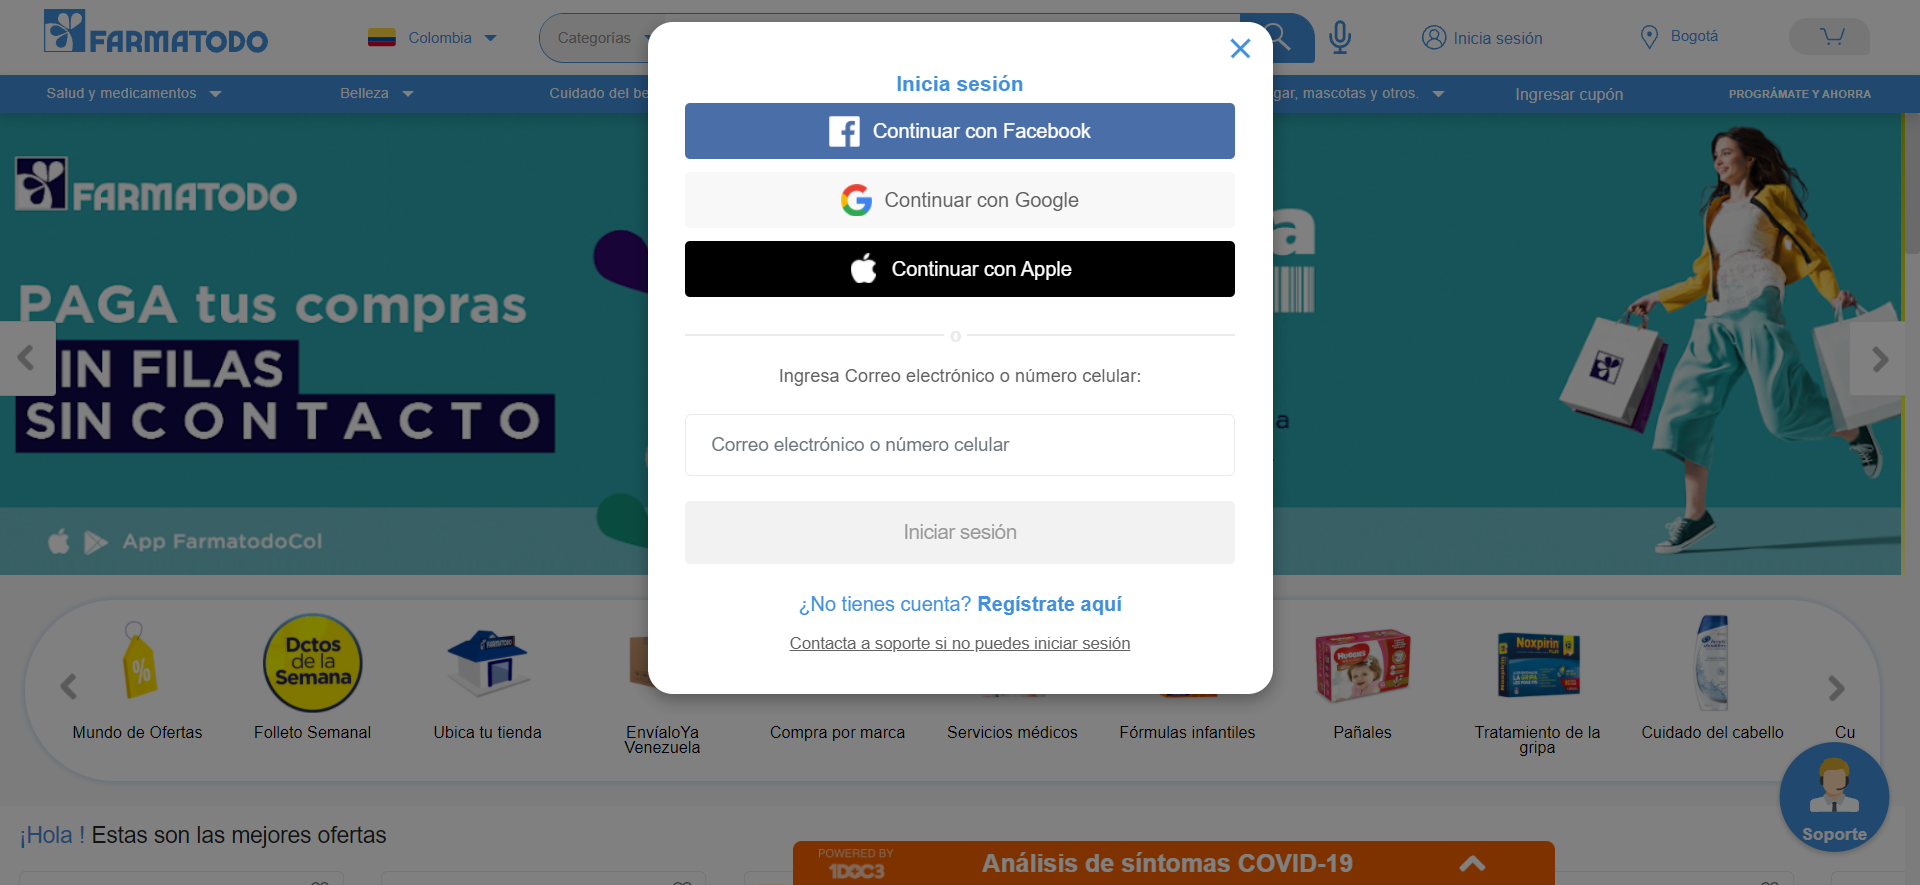 FARMATODO
Colombia
Categorías
Inicia sesión
Bogotá
Salud y medicamentos
Belleza
Cuidado del be
gar, mascotas y otros.
Ingresar cupón
PROGRÁMATE Y AHORRA
FARMATODO
PAGA tus compras
IN FILAS
SIN CONTACTO
App FarmatodoCol
a
a
Inicia sesión
Continuar con Facebook
Continuar con Google
Continuar con Apple
o
Ingresa Correo electrónico o número celular:
Correo electrónico o número celular
Iniciar sesión
¿No tienes cuenta? Regístrate aquí
Contacta a soporte si no puedes iniciar sesión
%
Dctos
de la
Semana
FARMATODO
HUGGIES
Noxpirin
Mundo de Ofertas
Folleto Semanal
Ubica tu tienda
EnvíaloYa
Venezuela
Compra por marca
Servicios médicos
Fórmulas infantiles
Pañales
Tratamiento de la
gripa
Cuidado del cabello
Cu
Soporte
¡Hola ! Estas son las mejores ofertas
POWERED BY
1DOC3
Análisis de síntomas COVID-19